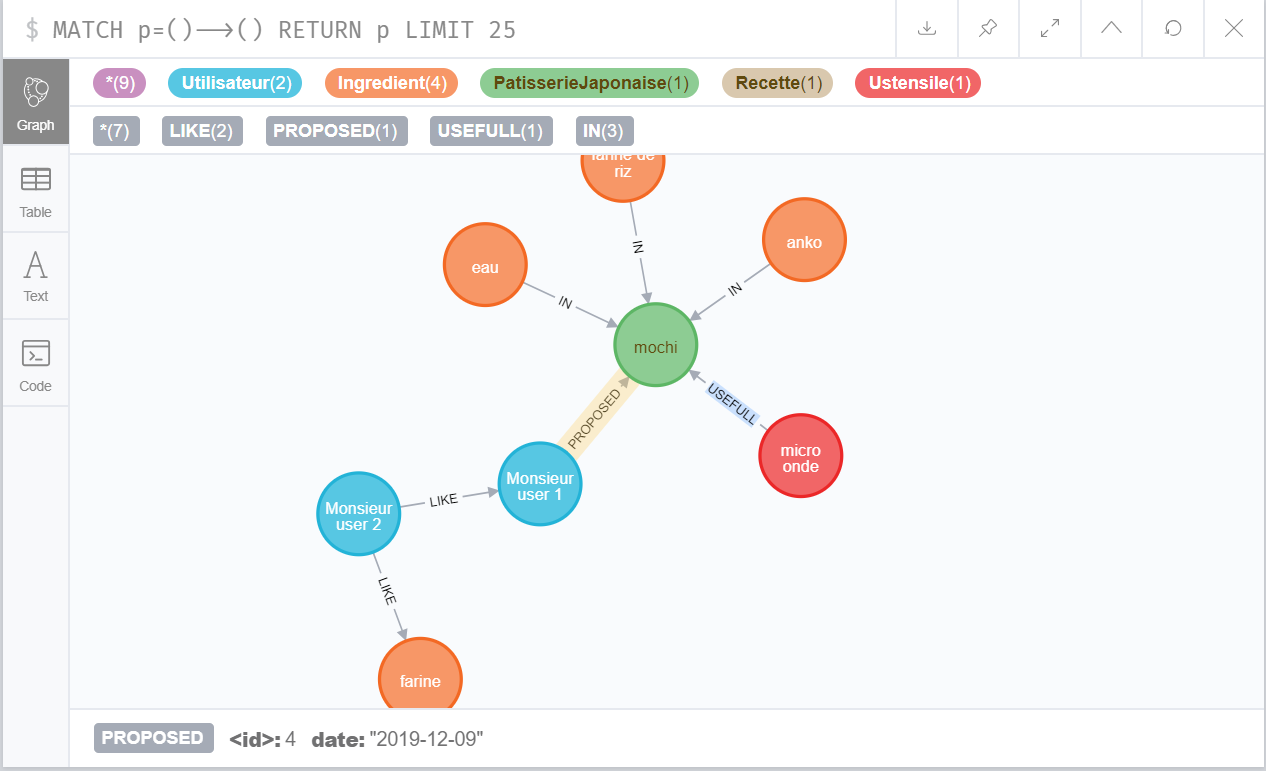 $ MATCH p=()-->() RETURN p LIMIT 25
*(9) Utilisateur(2) Ingredient(4) PatisserieJaponaise(1) Recette(1) Ustensile(1)
*(7) LIKE(2) PROPOSED(1) USEFULL(1) IN(3)
Graph
Table
Text
Code
farine de
riz
IN
anko
eau
IN
IN
mochi
PROPOSED
USEFULL
micro
onde
Monsieur
user 1
LIKE
Monsieur
user 2
LIKE
farine
PROPOSED <id>: 4 date: "2019-12-09"